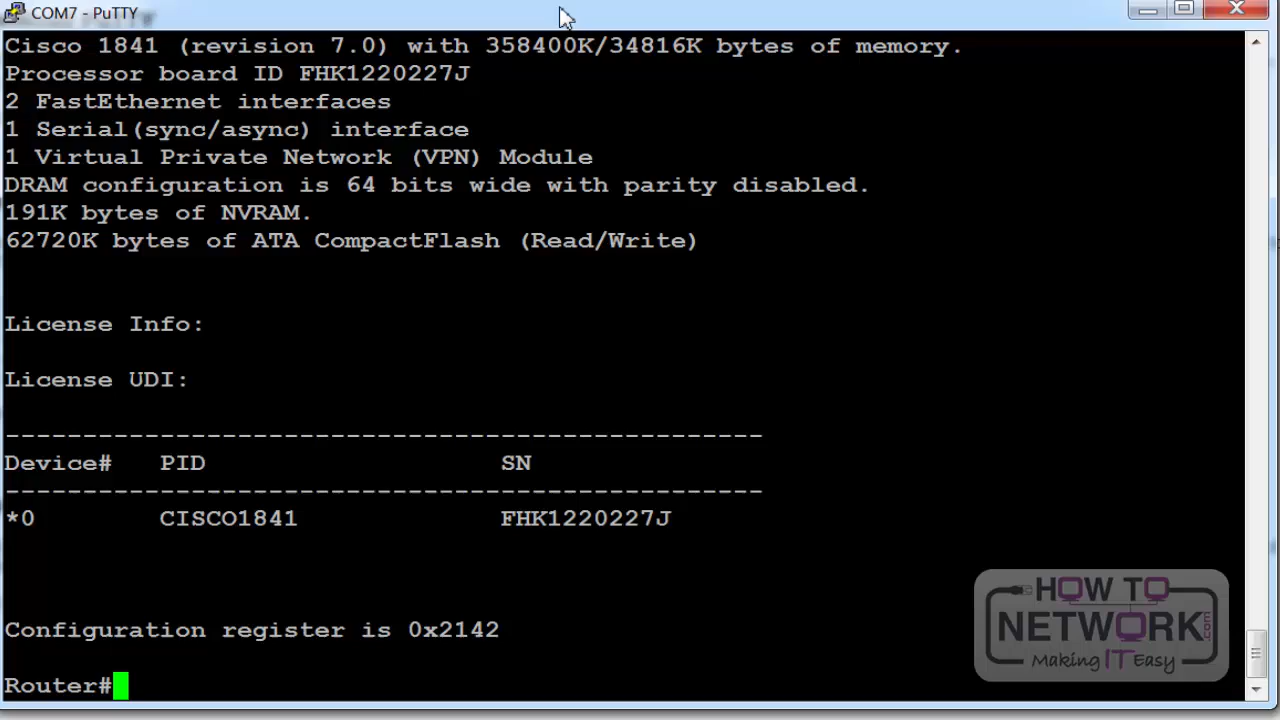 COM7 - PuTTY
Cisco 1841 (revision 7.0) with 358400K/34816K bytes of memory.
Processor board ID FHK1220227J
2 FastEthernet interfaces
1 Serial(sync/async) interface
1 Virtual Private Network (VPN) Module
DRAM configuration is 64 bits wide with parity disabled.
191K bytes of NVRAM.
62720K bytes of ATA CompactFlash (Read/Write)
License Info:
License UDI:
-------------------------------------------------
Device#   PID                   SN
-------------------------------------------------
*0        CISCO1841             FHK1220227J
Configuration register is 0x2142
Router#
HOW TO
NETWORK.com
Making IT Easy